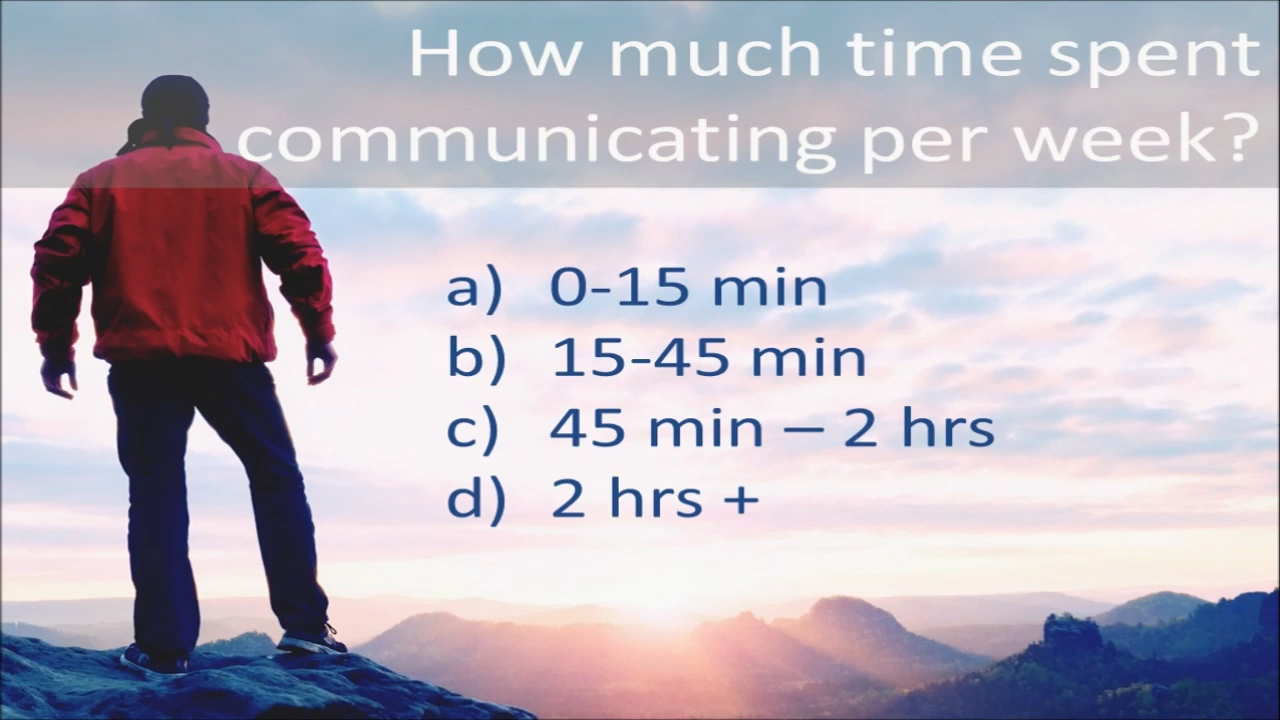 How much time spent
communicating per week?
a) 0-15 min
b) 15-45 min
c) 45 min – 2 hrs
d) 2 hrs +